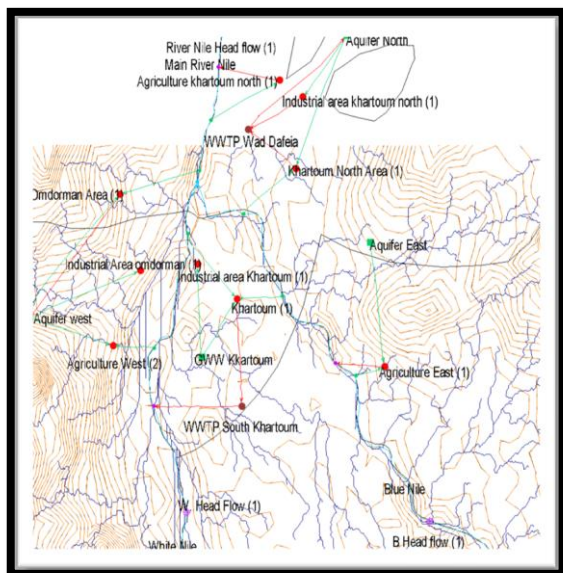 River Nile Head flow (1)
Aquifer North
Main River Nile
Agriculture khartoum north (1)
Industrial area khartoum north (1)
WWTP Wad Dafeia
Khartoum North Area (1)
Omdorman Area (1)
Aquifer East
Industrial Area omdorman (1)
Industrial area Khartoum (1)
Khartoum (1)
Aquifer west
Agriculture West (2)
GWW Kkartoum
Agriculture East (1)
WWTP South Khartoum
Blue Nile
W. Head Flow (1)
White Nile
B Head flow (1)